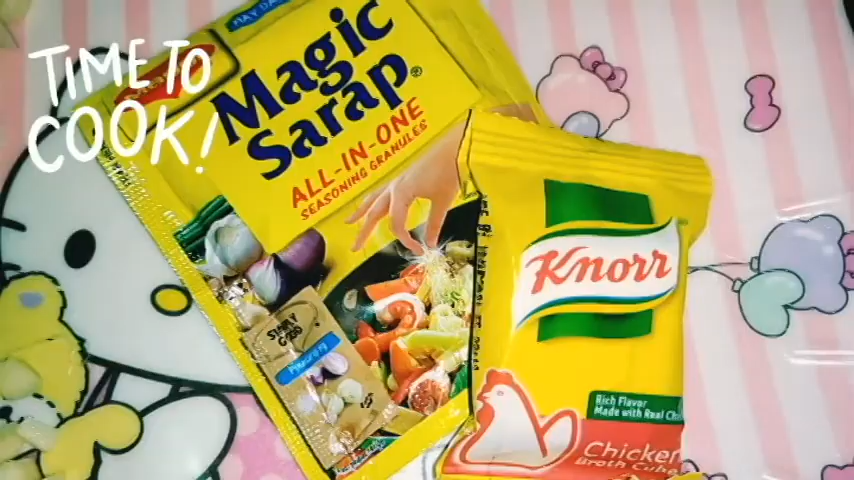 TIME TO
COOK!
Magic
Sarap®
ALL-IN-ONE
SEASONING GRANULES
Knorr
Rich Flavor
Made with Real
Chicken
Broth Cube